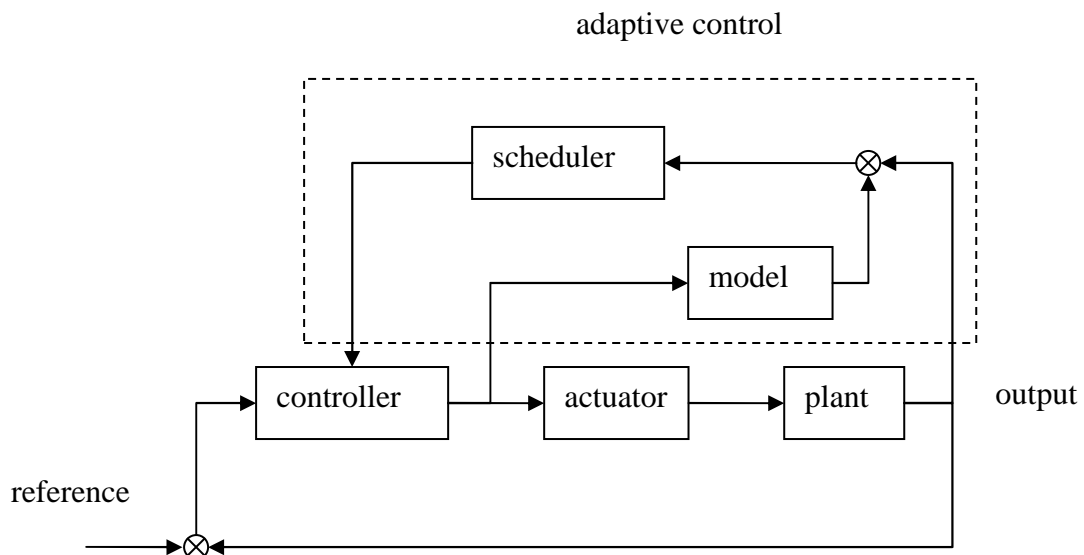 adaptive control
scheduler
model
controller
actuator
plant
output
reference